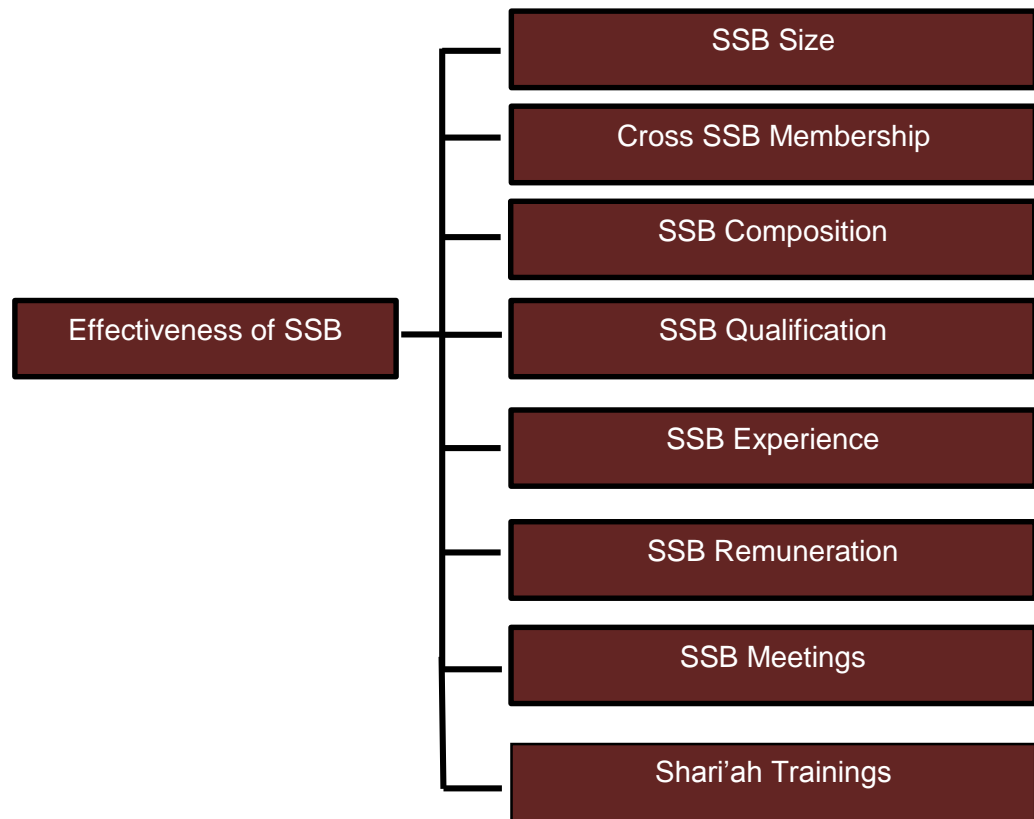 SSB Size
Cross SSB Membership
SSB Composition
Effectiveness of SSB
SSB Qualification
SSB Experience
SSB Remuneration
SSB Meetings
Shari’ah Trainings